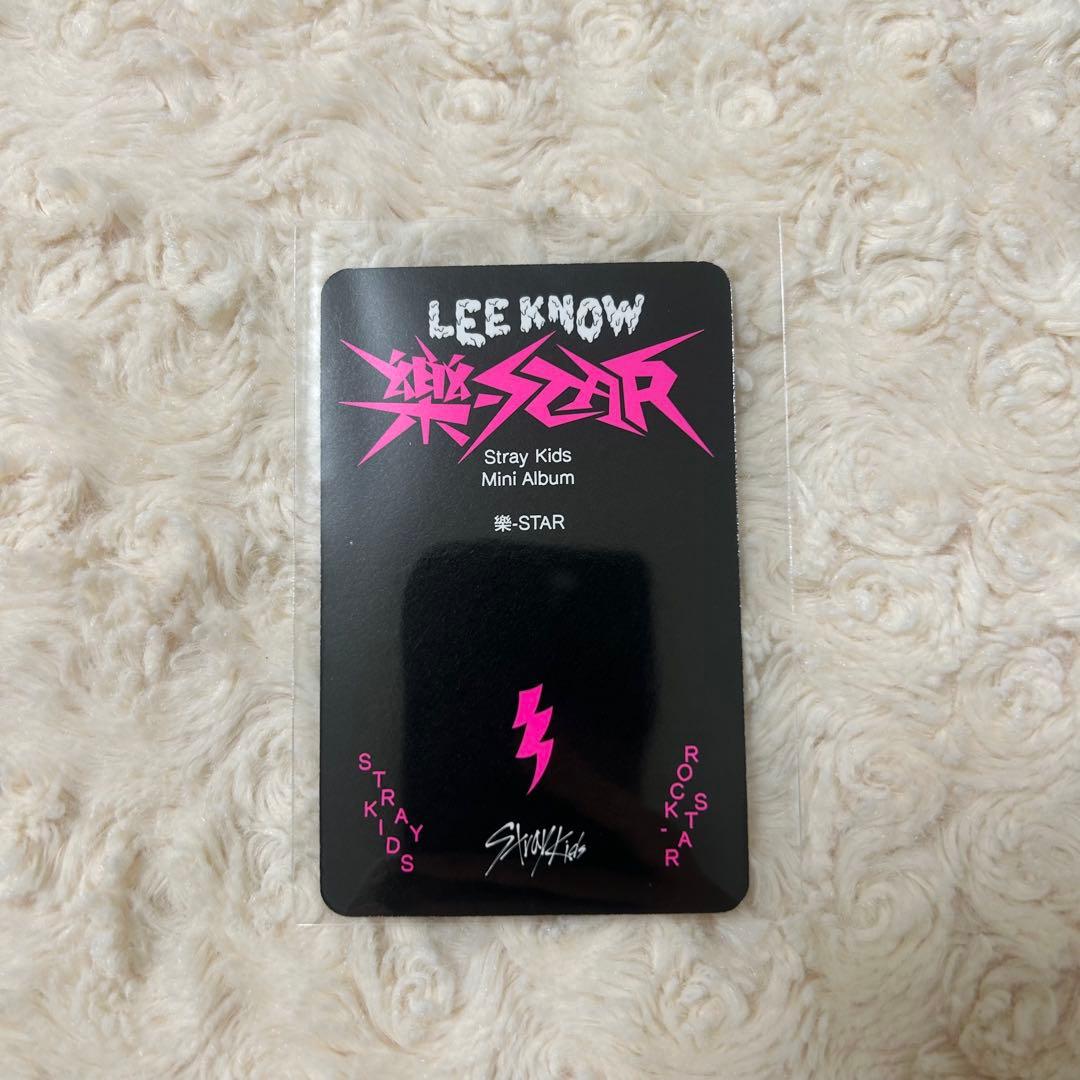 LEE KNOW
樂-STAR
Stray Kids
Mini Album
樂-STAR
STRAY
KIDS
ROCK-
STAR
Stray Kids